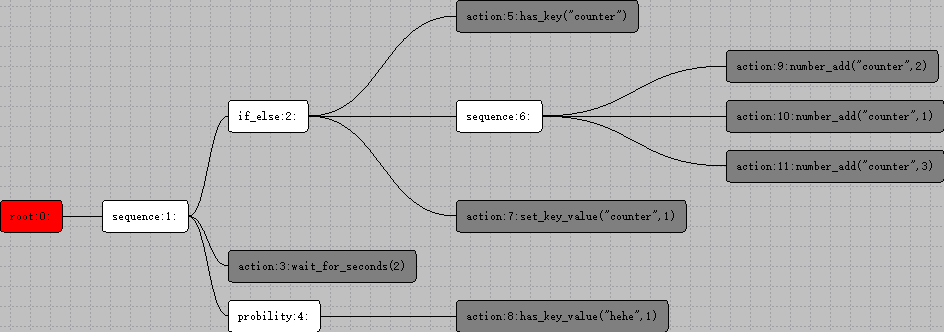 action:5:has_key("counter")
action:9:number_add("counter",2)
if_else:2:
sequence:6:
action:10:number_add("counter",1)
action:11:number_add("counter",3)
root:0:
sequence:1:
action:7:set_key_value("counter",1)
action:3:wait_for_seconds(2)
probility:4:
action:8:has_key_value("hehe",1)